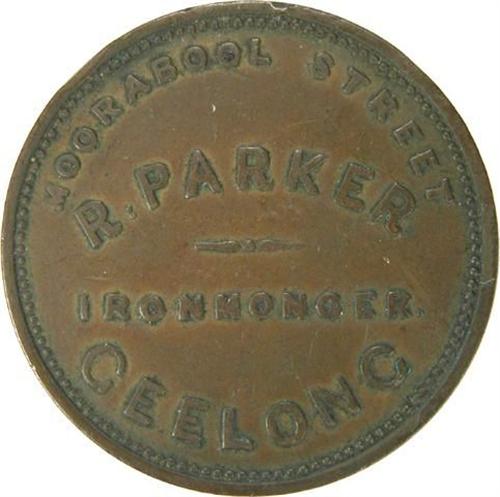 MOORABOOL STREET
R. PARKER
IRONMONGER.
GEELONG